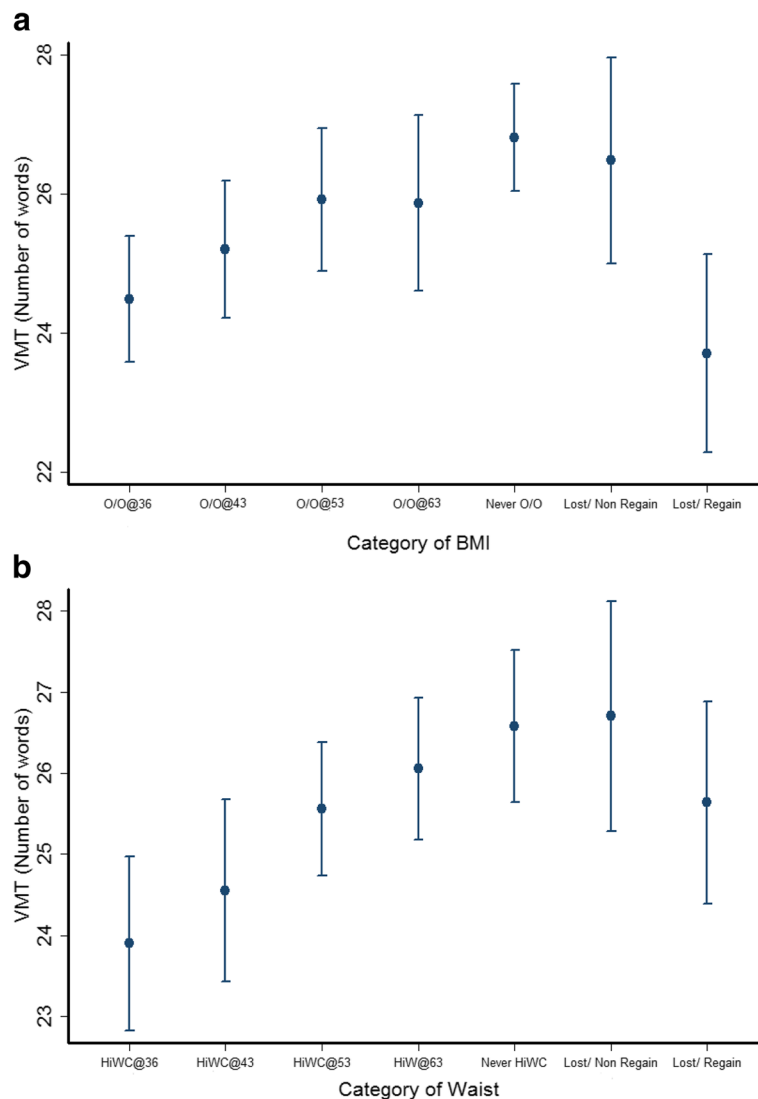 a
VMT (Number of words)
28
26
24
22
O/O@36 O/O@43 O/O@53 O/O@63 Never O/O Lost/ Non Regain Lost/ Regain
Category of BMI
b
VMT (Number of words)
28
27
26
25
24
23
HiWC@36 HiWC@43 HiWC@53 HiW@63 Never HiWC Lost/ Non Regain Lost/ Regain
Category of Waist